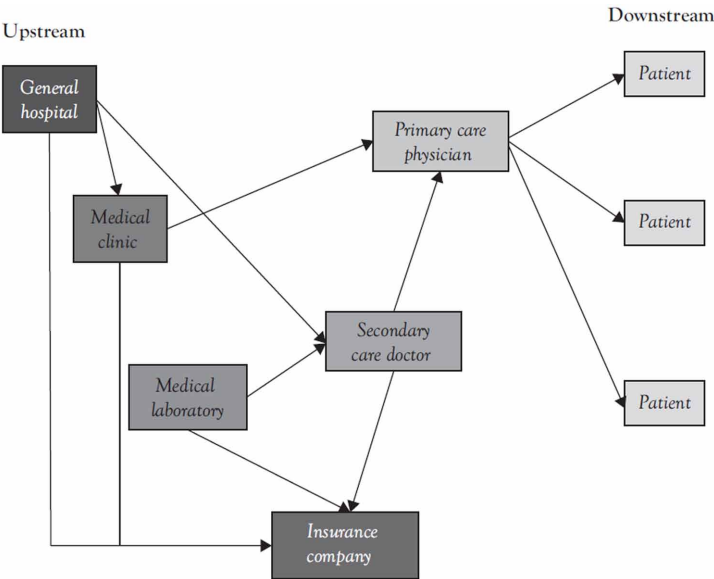 Downstream
Upstream
General
hospital
Patient
Primary care
physician
Medical
clinic
Patient
Secondary
care doctor
Medical
laboratory
Patient
Insurance
company